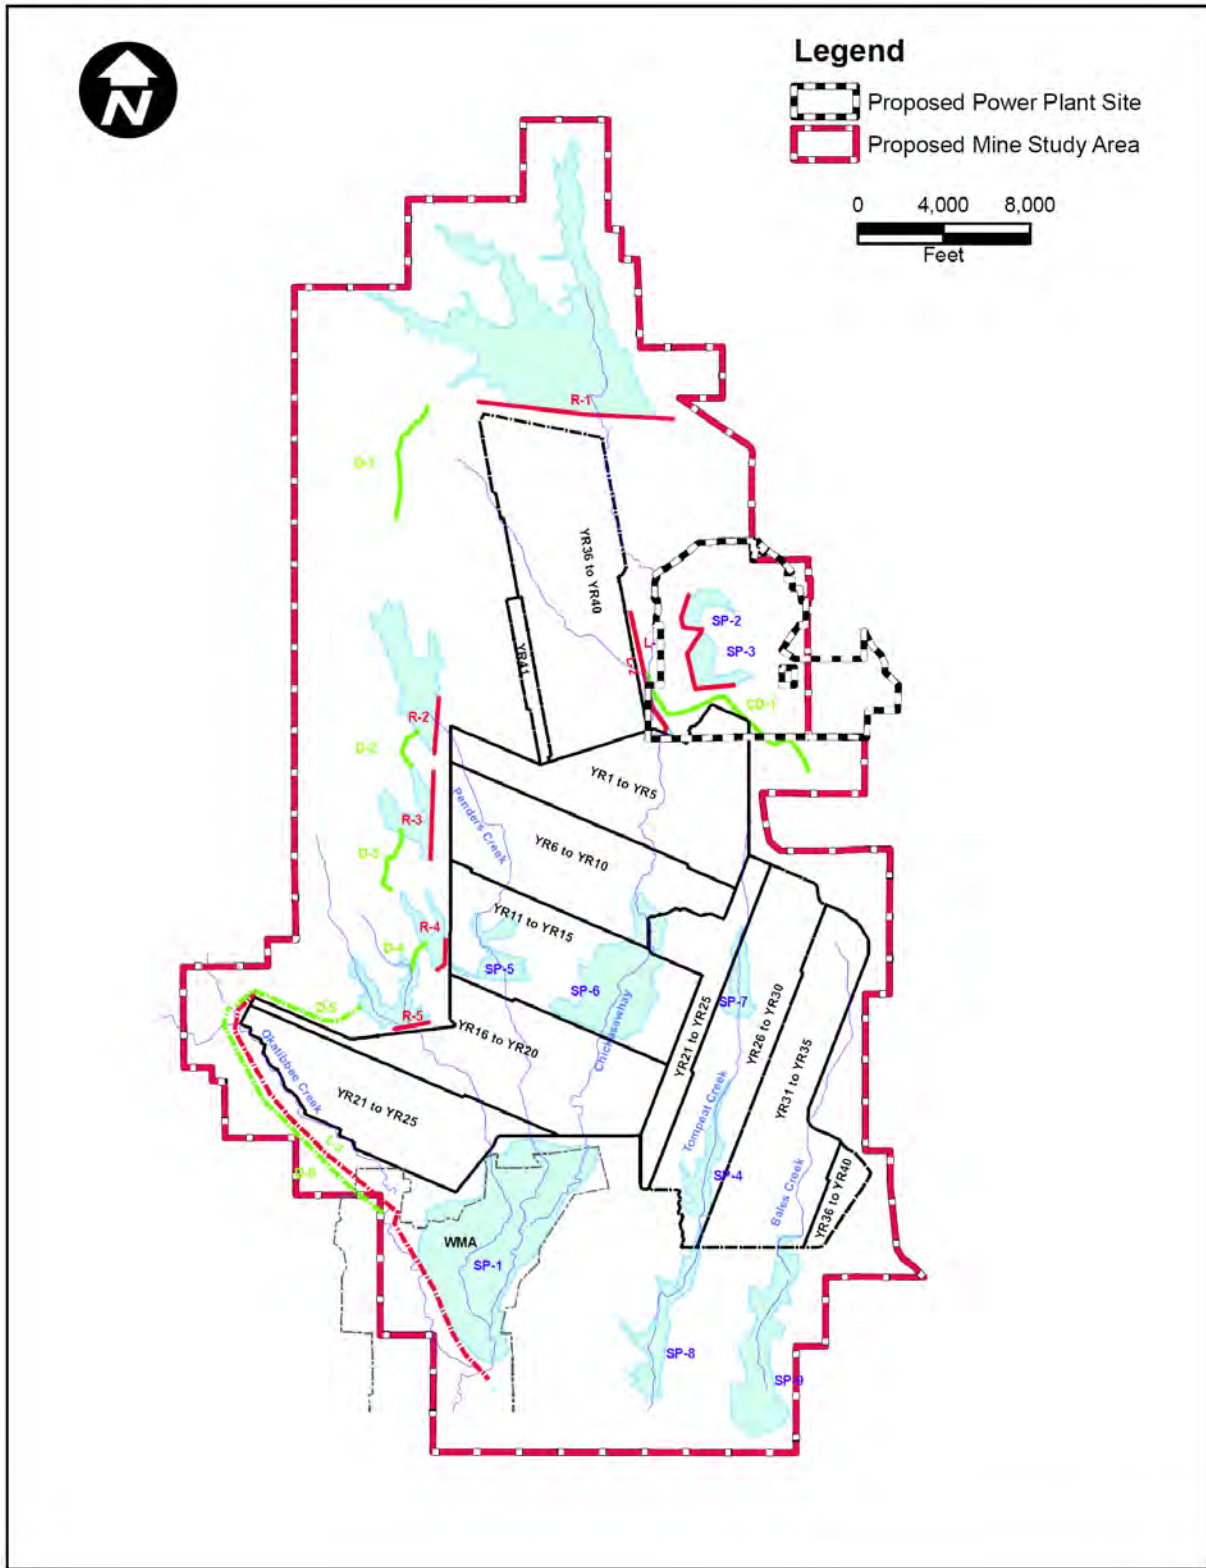 Legend
N
Proposed Power Plant Site
Proposed Mine Study Area
0 4,000 8,000
Feet
R-1
D-1
YR36 to YR40
SP-2
L-
SP-3
YR41
L-2
CD-1
R-2
D-2
YR1 to YR5
Penders Creek
R-3
YR6 to YR10
D-3
YR11 to YR15
R-4
D-4
SP-5
SP-6
SP-7
D-5
R-5
YR16 to YR20
Chickasawhay
YR21 to YR25
YR26 to YR30
YR31 to YR35
Okatibbee Creek
YR21 to YR25
Tompeat Creek
L-3
D-6
SP-4
Bales Creek
YR36 to YR40
WMA
SP-1
SP-8
SP-9